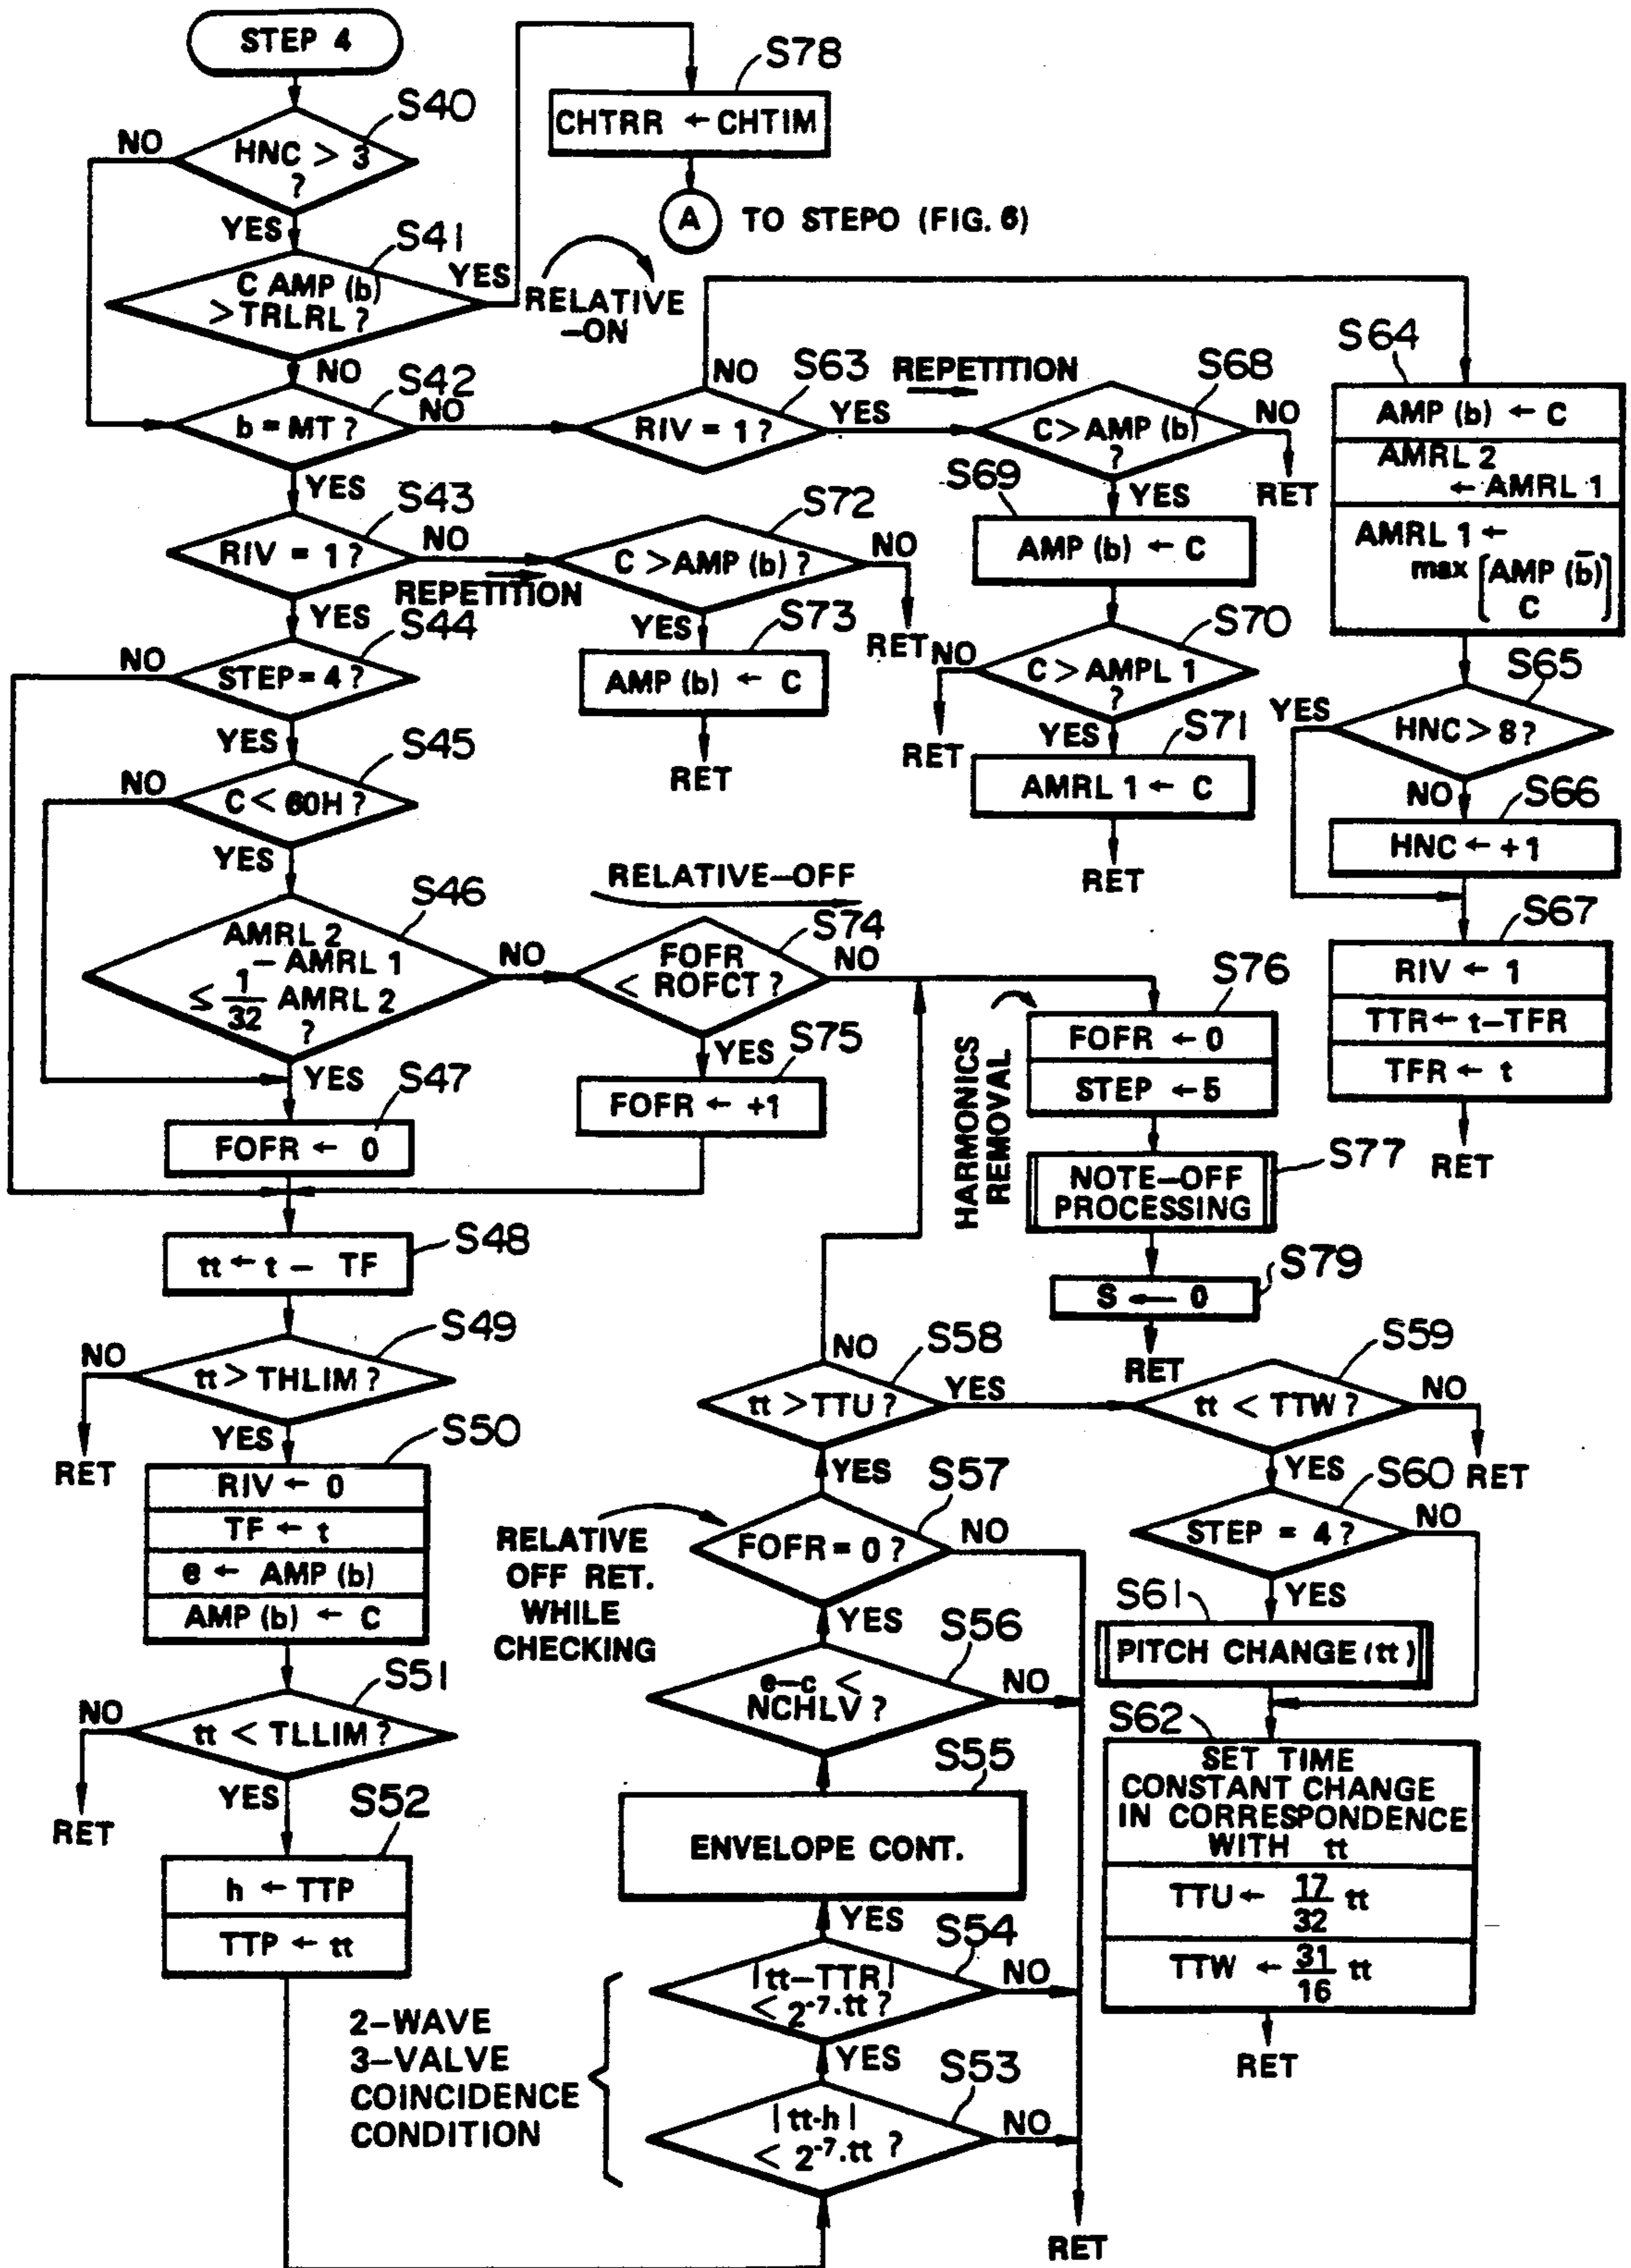 STEP 4
S40
HNC > 3
?
NO
YES
S41
C AMP (b)
> TRLRL ?
YES
NO
RELATIVE
-ON
S78
CHTRR ← CHTIM
A
TO STEPO (FIG. 6)
S42
b = MT ?
NO
YES
S63
RIV = 1 ?
NO
YES
REPETITION
S68
C > AMP (b)
?
NO
RET
YES
S69
AMP (b) ← C
S70
C > AMPL 1
?
NO
RET
YES
S71
AMRL 1 ← C
RET
S64
AMP (b) ← C
AMRL 2
← AMRL 1
AMRL 1 ←
max [AMP (b̄)
C]
S65
HNC > 8 ?
YES
NO
S66
HNC ← +1
S67
RIV ← 1
TTR ← t-TFR
TFR ← t
RET
S43
RIV = 1 ?
NO
REPETITION
YES
S72
C > AMP (b) ?
NO
RET
YES
S73
AMP (b) ← C
RET
S44
STEP = 4 ?
NO
YES
S45
C < 60H ?
NO
YES
S46
AMRL 2
- AMRL 1
≤ 1/32 AMRL 2
?
NO
YES
RELATIVE-OFF
S74
FOFR
< ROFCT ?
NO
YES
S75
FOFR ← +1
S47
FOFR ← 0
S76
FOFR ← 0
STEP ← 5
HARMONICS
REMOVAL
S77
NOTE-OFF
PROCESSING
S79
S ← 0
RET
S48
tt ← t - TF
S49
tt > THLIM ?
NO
RET
YES
S50
RIV ← 0
TF ← t
e ← AMP (b)
AMP (b) ← C
S51
tt < TLLIM ?
NO
RET
YES
S52
h ← TTP
TTP ← tt
2-WAVE
3-VALVE
COINCIDENCE
CONDITION
S53
|tt-h|
< 2⁻⁷.tt ?
NO
YES
S54
|tt-TTR|
< 2⁻⁷.tt ?
NO
YES
S55
ENVELOPE CONT.
S56
e-c <
NCHLV ?
NO
YES
RELATIVE
OFF RET.
WHILE
CHECKING
S57
FOFR = 0 ?
NO
YES
RET
S58
tt > TTU ?
NO
YES
S59
tt < TTW ?
NO
RET
YES
S60
STEP = 4 ?
NO
YES
S61
PITCH CHANGE (tt)
S62
SET TIME
CONSTANT CHANGE
IN CORRESPONDENCE
WITH tt
TTU ← 17/32 tt
TTW ← 31/16 tt
RET